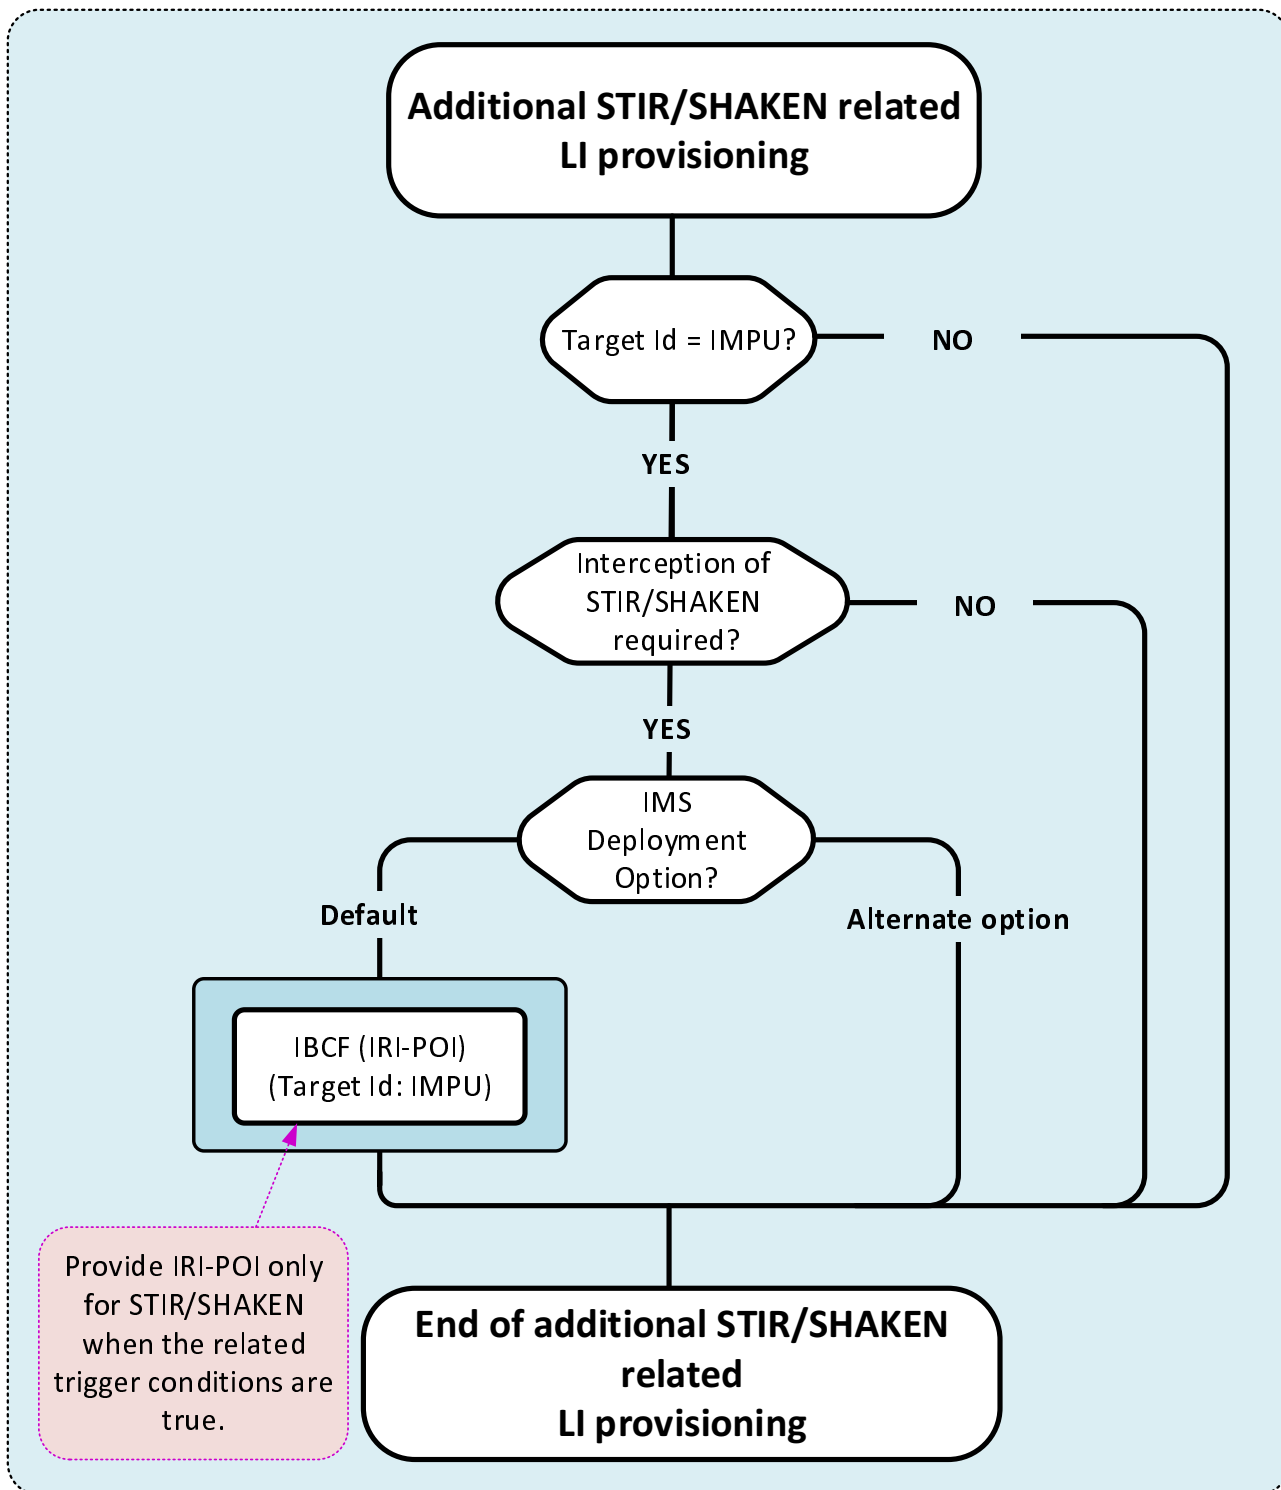 Additional STIR/SHAKEN related
LI provisioning
Target Id = IMPU?
NO
YES
Interception of
STIR/SHAKEN
required?
NO
YES
IMS
Deployment
Option?
Default
Alternate option
IBCF (IRI-POI)
(Target Id: IMPU)
Provide IRI-POI only
for STIR/SHAKEN
when the related
trigger conditions are
true.
End of additional STIR/SHAKEN
related
LI provisioning